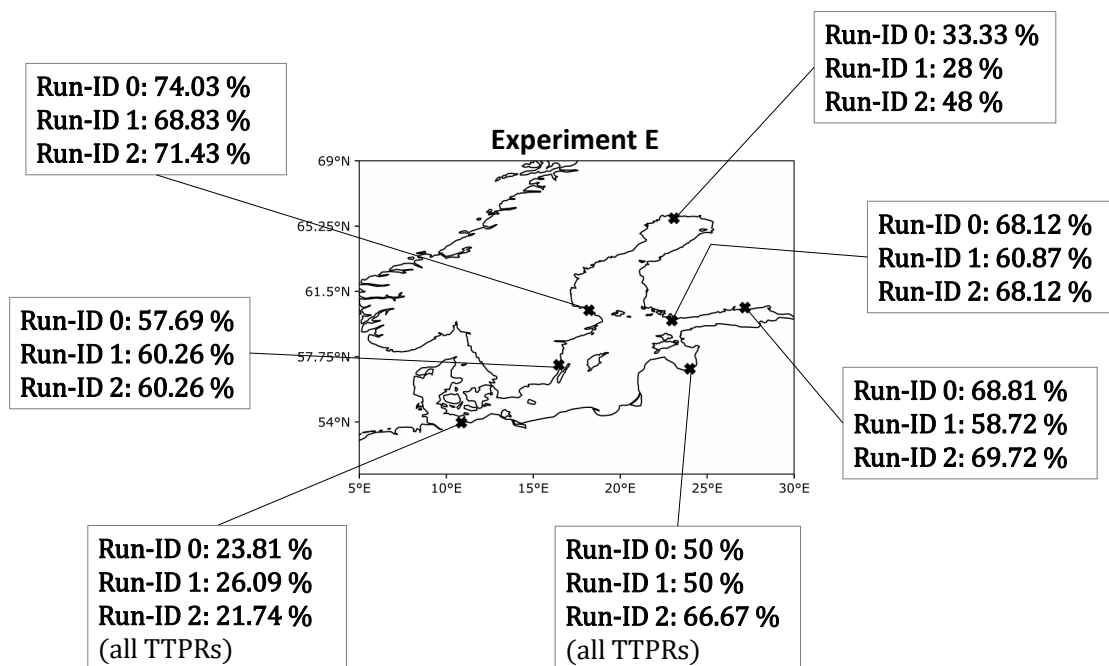 Run-ID 0: 33.33 %
Run-ID 1: 28 %
Run-ID 2: 48 %
Run-ID 0: 74.03 %
Run-ID 1: 68.83 %
Run-ID 2: 71.43 %
Experiment E
69°N
65.25°N
61.5°N
57.75°N
54°N
5°E
10°E
15°E
20°E
25°E
30°E
Run-ID 0: 68.12 %
Run-ID 1: 60.87 %
Run-ID 2: 68.12 %
Run-ID 0: 57.69 %
Run-ID 1: 60.26 %
Run-ID 2: 60.26 %
Run-ID 0: 68.81 %
Run-ID 1: 58.72 %
Run-ID 2: 69.72 %
Run-ID 0: 23.81 %
Run-ID 1: 26.09 %
Run-ID 2: 21.74 %
(all TTPRs)
Run-ID 0: 50 %
Run-ID 1: 50 %
Run-ID 2: 66.67 %
(all TTPRs)